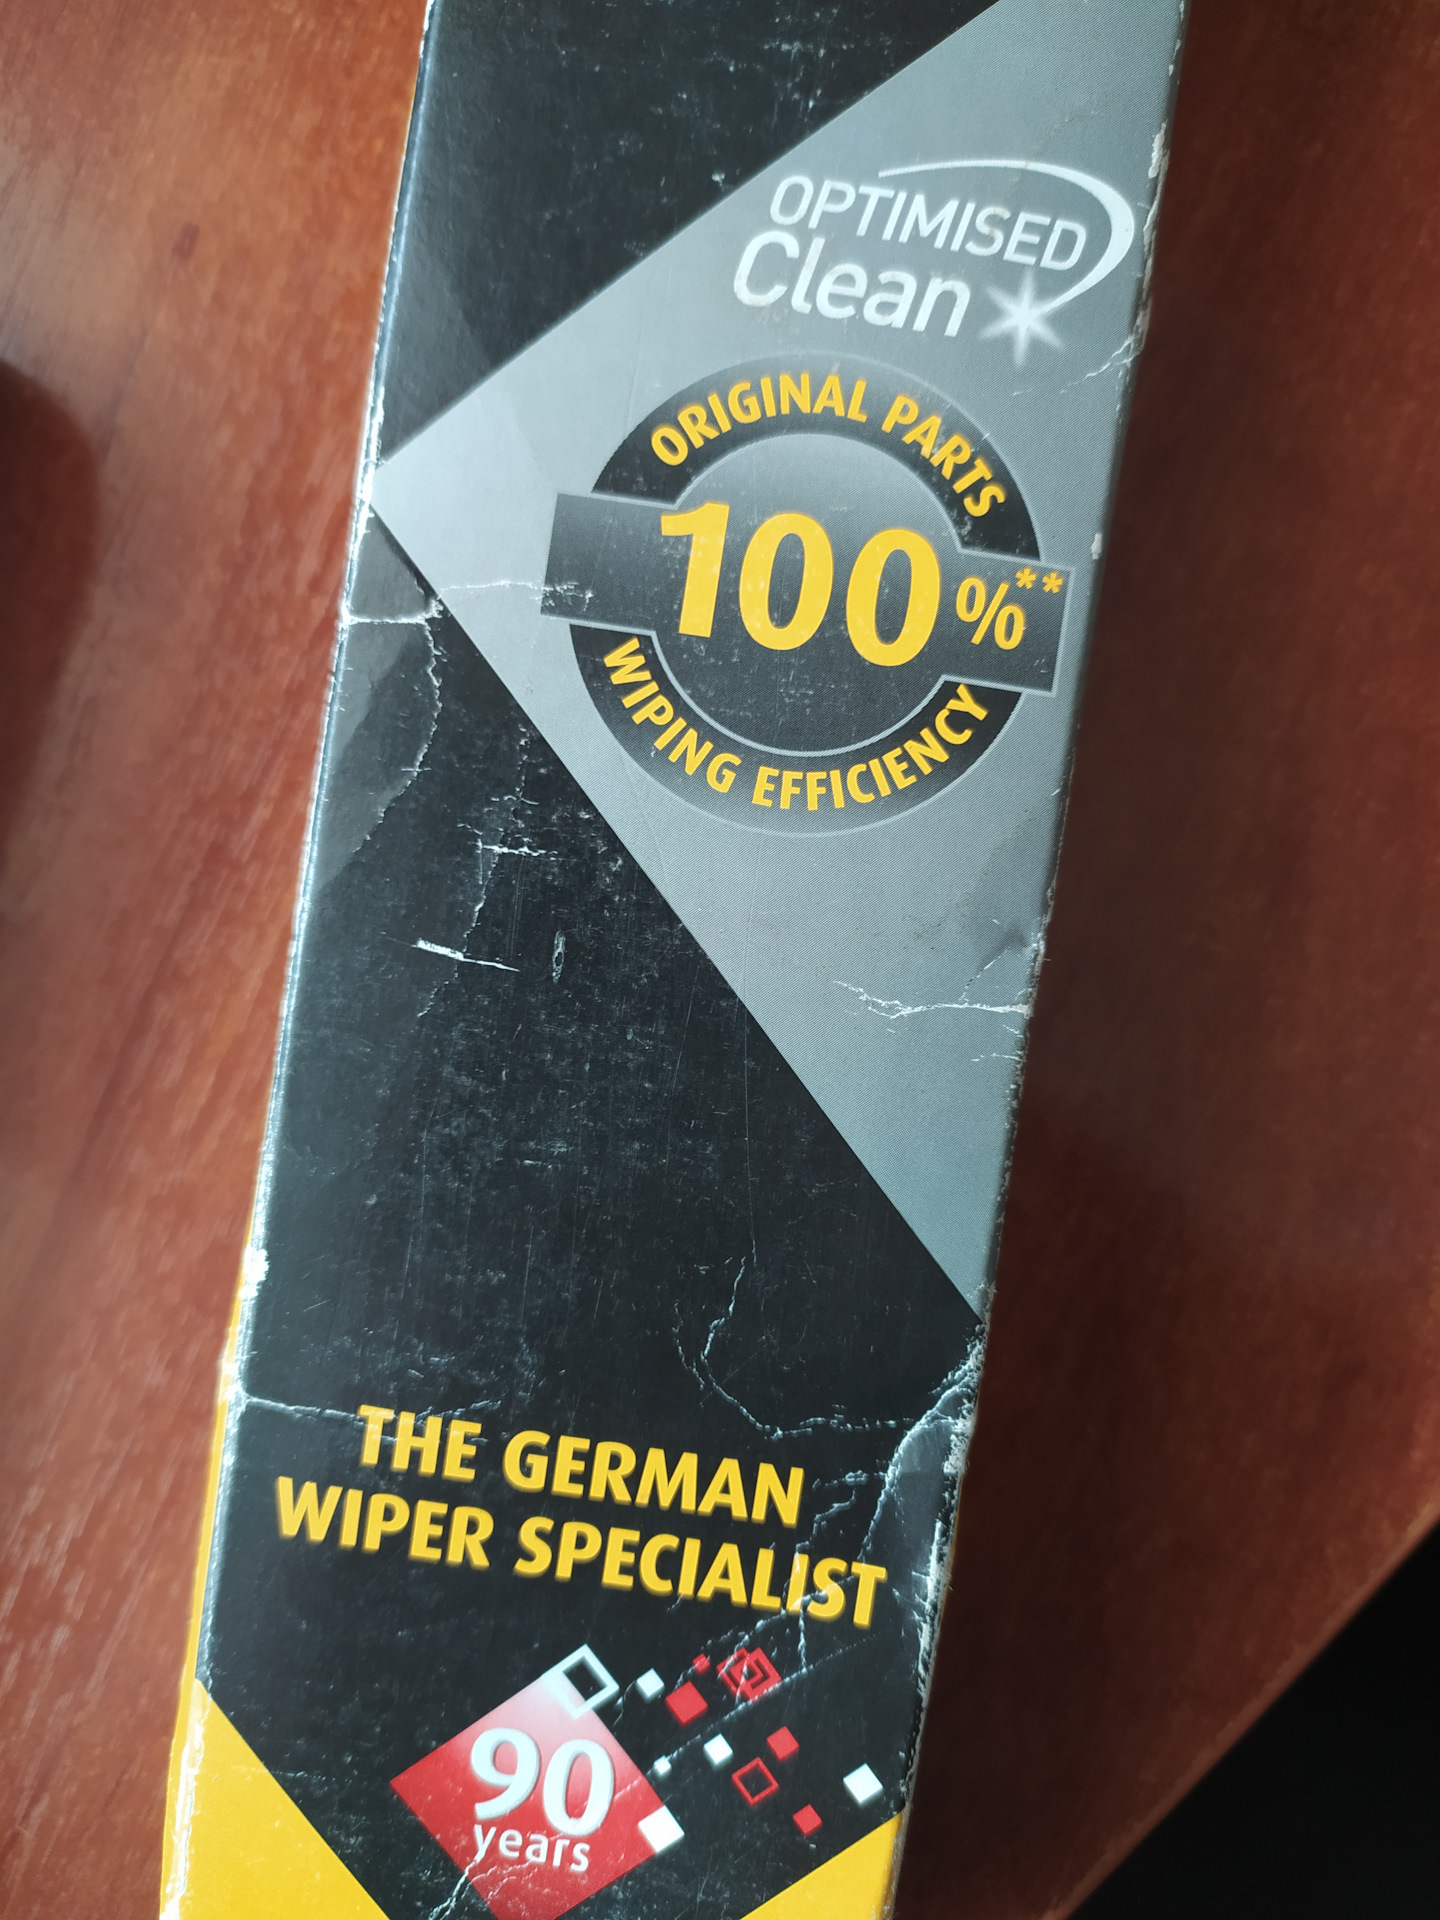 OPTIMISED
Clean
ORIGINAL PARTS
100%**
WIPING EFFICIENCY
THE GERMAN
WIPER SPECIALIST
90
years